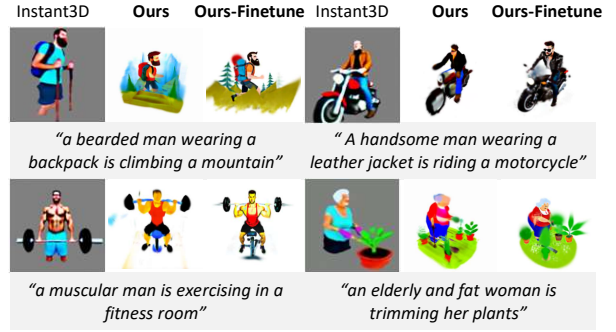 Instant3D Ours Ours-Finetune Instant3D Ours Ours-Finetune
“a bearded man wearing a
backpack is climbing a mountain”
“ A handsome man wearing a
leather jacket is riding a motorcycle”
“a muscular man is exercising in a
fitness room”
“an elderly and fat woman is
trimming her plants”